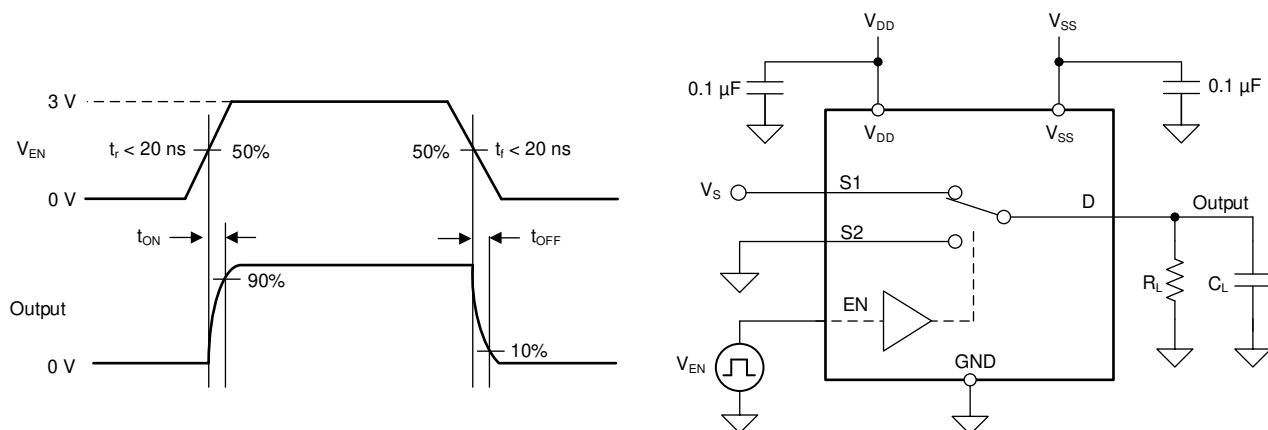 3 V
V_EN
t_r < 20 ns
50%
50%
t_f < 20 ns
0 V
t_ON
t_OFF
90%
Output
10%
0 V
V_DD
V_SS
0.1 µF
0.1 µF
V_DD
V_SS
V_S
S1
D
Output
S2
R_L
C_L
EN
V_EN
GND